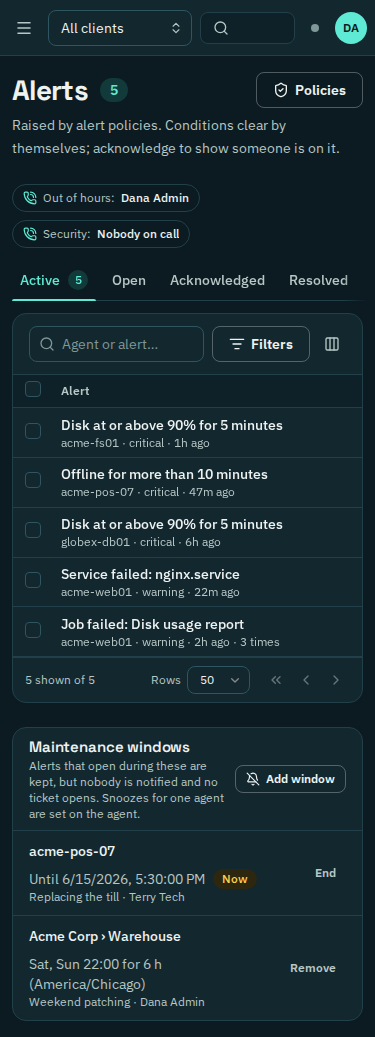 All clients
DA
Alerts 5
Policies
Raised by alert policies. Conditions clear by
themselves; acknowledge to show someone is on it.
Out of hours: Dana Admin
Security: Nobody on call
Active 5 Open Acknowledged Resolved
Agent or alert...
Filters
Alert
Disk at or above 90% for 5 minutes
acme-fs01 · critical · 1h ago
Offline for more than 10 minutes
acme-pos-07 · critical · 47m ago
Disk at or above 90% for 5 minutes
globex-db01 · critical · 6h ago
Service failed: nginx.service
acme-web01 · warning · 22m ago
Job failed: Disk usage report
acme-web01 · warning · 2h ago · 3 times
5 shown of 5
Rows 50
Maintenance windows
Alerts that open during these are
kept, but nobody is notified and no
ticket opens. Snoozes for one agent
are set on the agent.
Add window
acme-pos-07
Until 6/15/2026, 5:30:00 PM Now
Replacing the till · Terry Tech
End
Acme Corp › Warehouse
Sat, Sun 22:00 for 6 h
(America/Chicago)
Weekend patching · Dana Admin
Remove